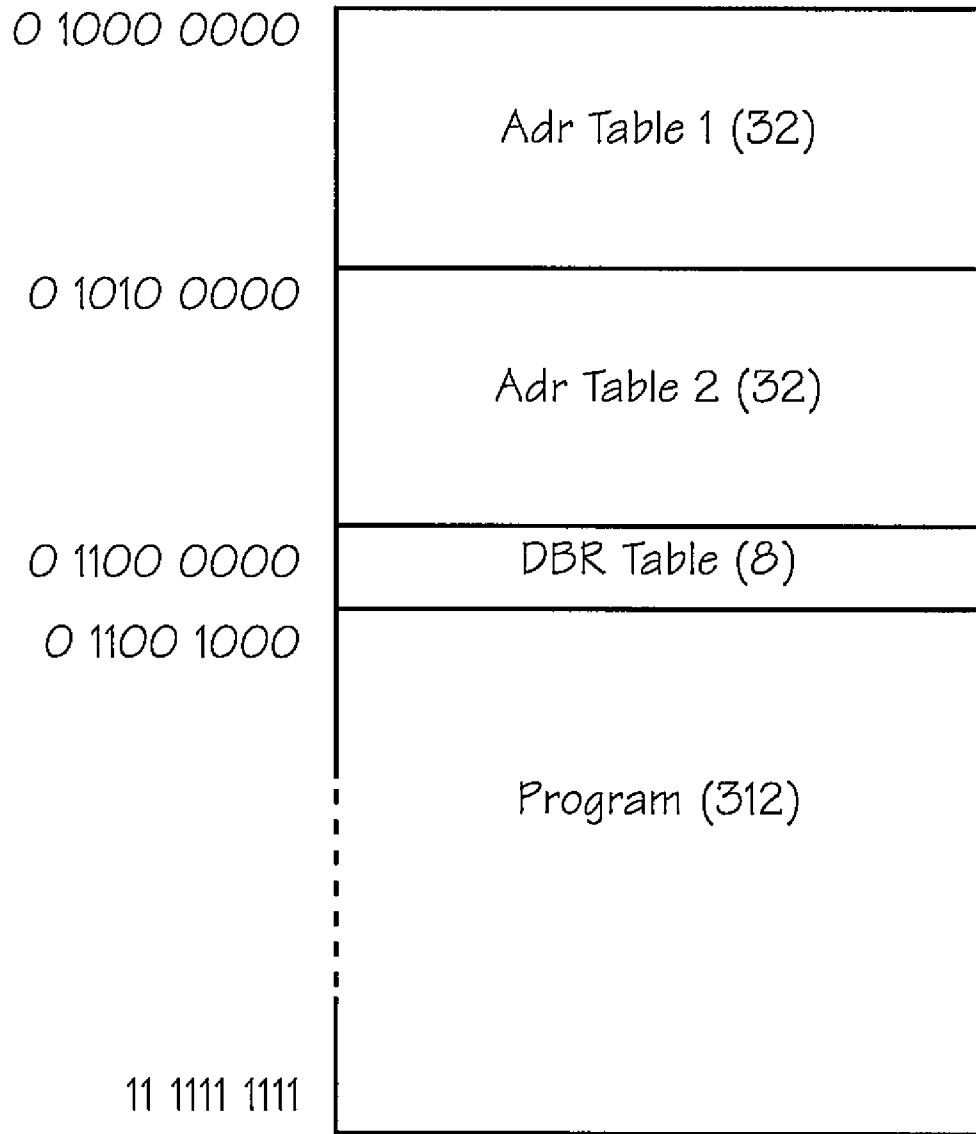 0 1000 0000
Adr Table 1 (32)
0 1010 0000
Adr Table 2 (32)
0 1100 0000
DBR Table (8)
0 1100 1000
Program (312)
11 1111 1111